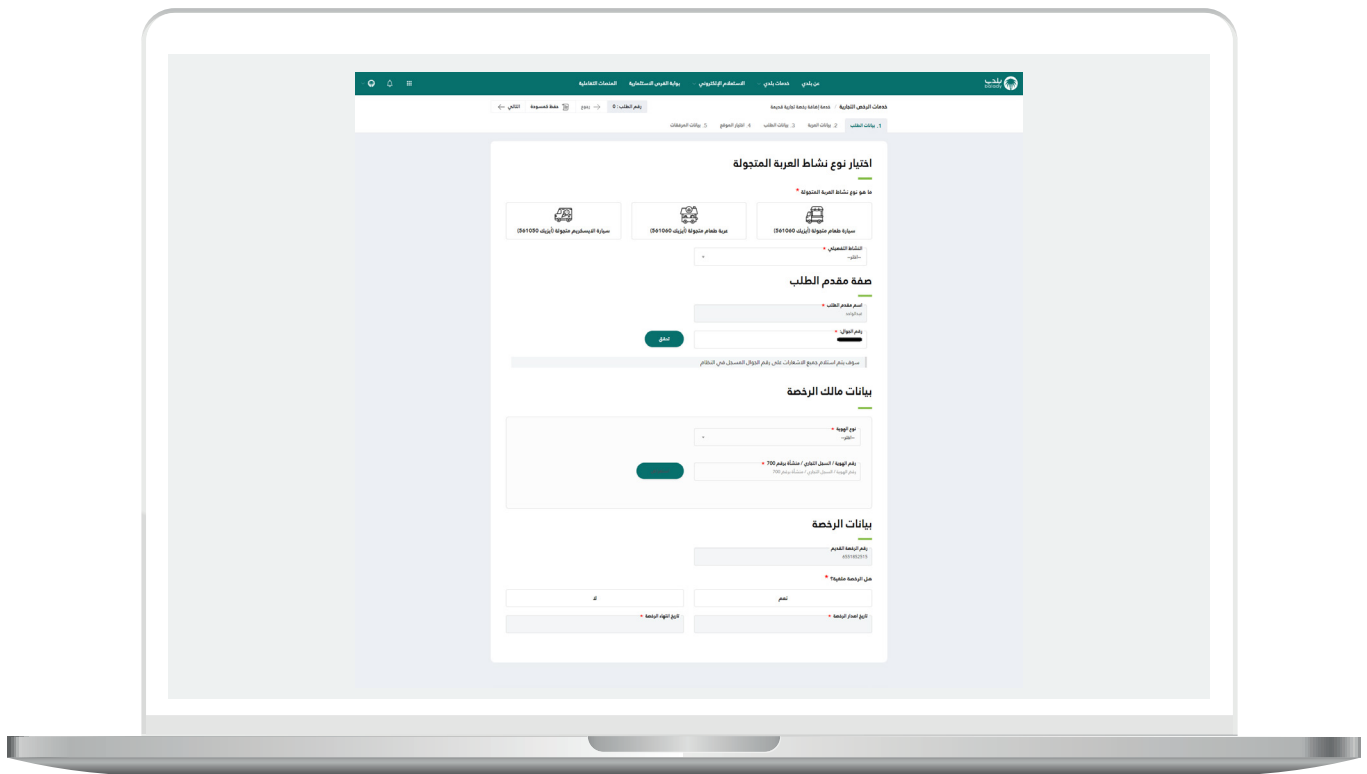 بلدي
balady
عن بلدي
خدمات بلدي
الاستعلام الإلكتروني
بوابة الفرص الاستثمارية
المنصات التفاعلية
خدمات الرخص التجارية / خدمة إضافة رخصة تجارية قديمة
رقم الطلب: 0
رجوع
حفظ كمسودة
التالي
1. بيانات الطلب
2. بيانات العربة
3. بيانات الطلب
4. اختيار الموقع
5. بيانات المرفقات
اختيار نوع نشاط العربة المتجولة
ما هو نوع نشاط العربة المتجولة *
سيارة طعام متجولة (أيزيك 561060)
عربة طعام متجولة (أيزيك 561060)
سيارة الايسكريم متجولة (أيزيك 561050)
النشاط التفصيلي *
--اختر--
صفة مقدم الطلب
اسم مقدم الطلب *
رقم الجوال: *
تحقق
سوف يتم استلام جميع الاشعارات على رقم الجوال المسجل في النظام
بيانات مالك الرخصة
نوع الهوية *
--اختر--
رقم الهوية / السجل التجاري / منشأة برقم 700 *
رقم الهوية / السجل التجاري / منشأة برقم 700
بيانات الرخصة
رقم الرخصة القديم
هل الرخصة ملغية؟ *
نعم
لا
تاريخ اصدار الرخصة *
تاريخ انتهاء الرخصة *